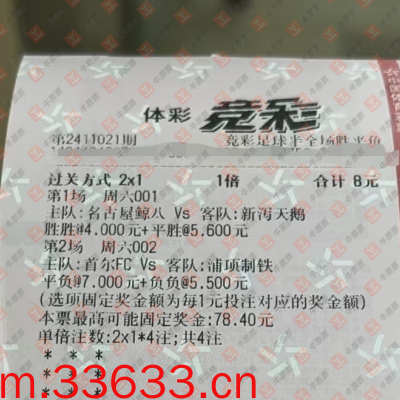 体彩 竞彩
第2411021期 竞彩足球半全场胜平负
过关方式 2x1 1倍 合计 8元
第1场 周六001
主队:名古屋鲸八 Vs 客队:新泻天鹅
胜胜@4.000元+平胜@5.600元
第2场 周六002
主队:首尔FC Vs 客队:浦项制铁
平负@7.000元+负负@5.500元
(选项固定奖金额为每1元投注对应的奖金额)
本票最高可能固定奖金:78.40元
单倍注数:2x1*4注;共4注
* * *
* * *
* * *
m.33633.cn